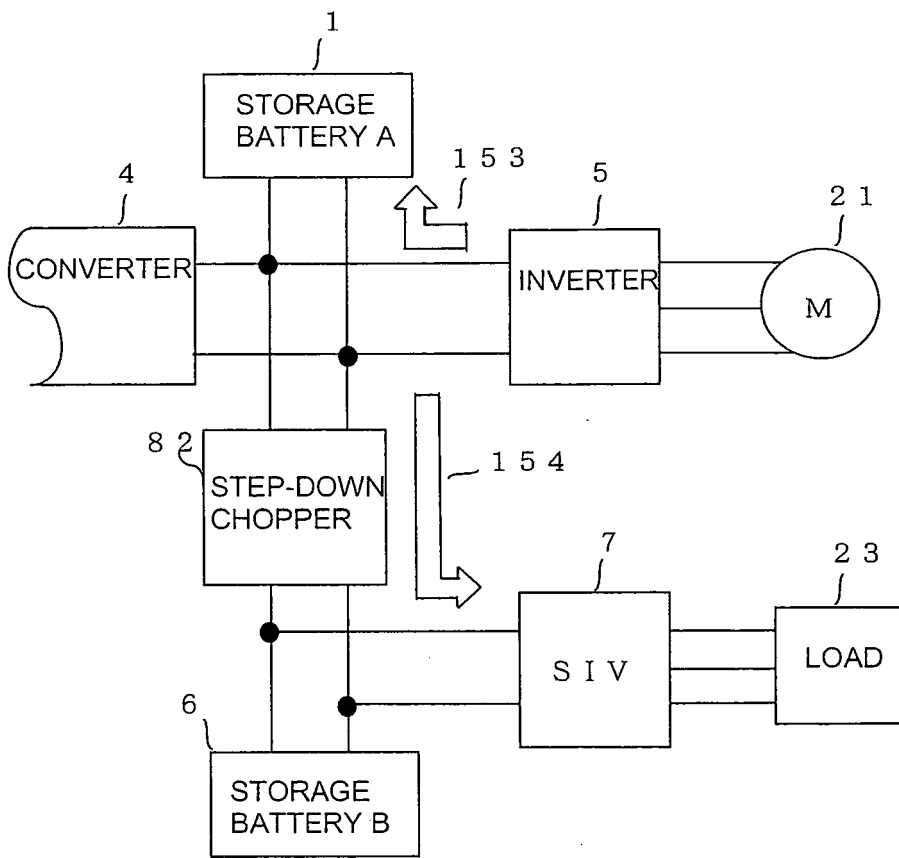 1
STORAGE
BATTERY A
153
4
5
21
CONVERTER
INVERTER
M
82
STEP-DOWN
CHOPPER
154
7
23
SIV
LOAD
6
STORAGE
BATTERY B